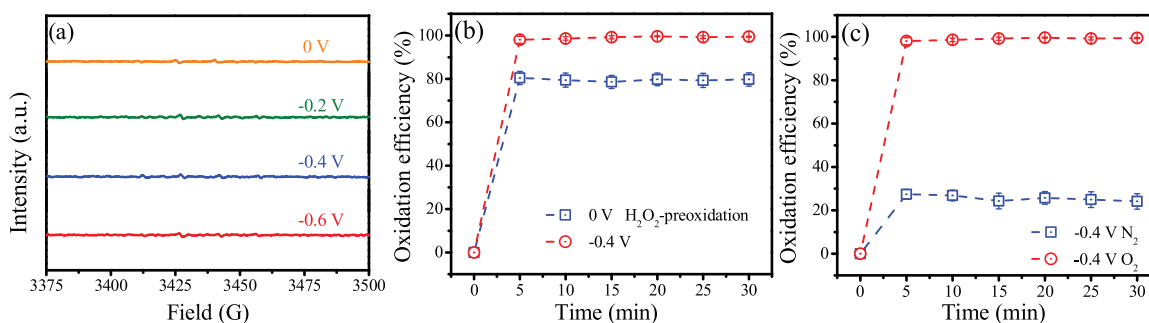 (a)
0 V
-0.2 V
-0.4 V
-0.6 V
Intensity (a.u.)
3375 3400 3425 3450 3475 3500
Field (G)
(b)
Oxidation efficiency (%)
100
80
60
40
20
0
0 V H₂O₂-preoxidation
-0.4 V
0 5 10 15 20 25 30
Time (min)
(c)
Oxidation efficiency (%)
100
80
60
40
20
0
-0.4 V N₂
-0.4 V O₂
0 5 10 15 20 25 30
Time (min)